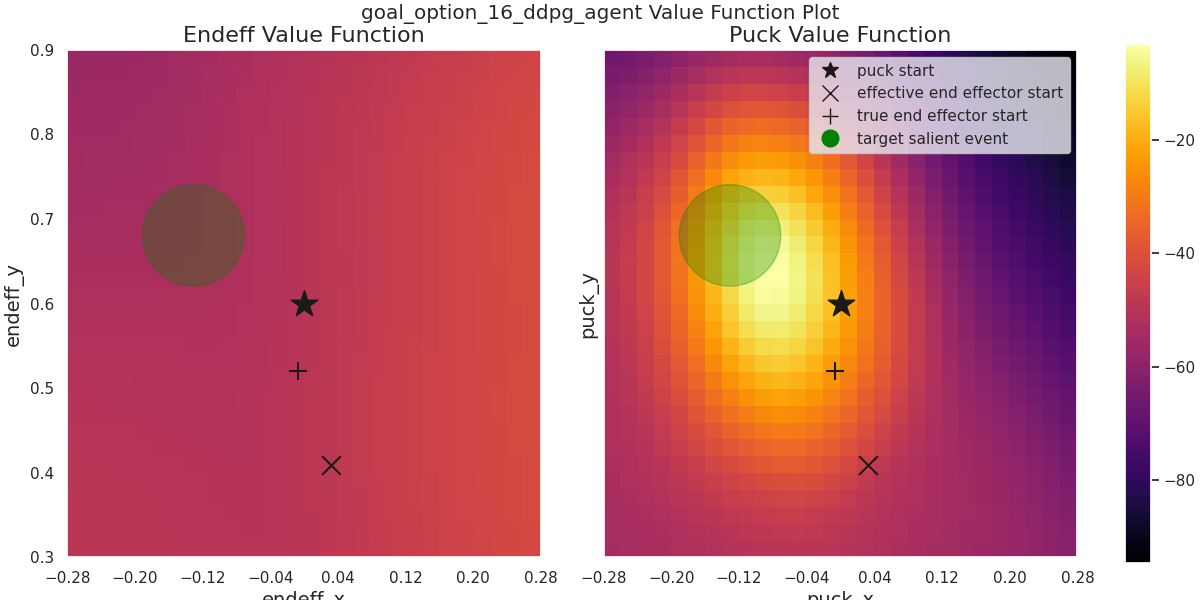 goal_option_16_ddpg_agent Value Function Plot
Endeff Value Function
Puck Value Function
0.9
0.8
0.7
0.6
0.5
0.4
0.3
endeff_y
−0.28 −0.20 −0.12 −0.04 0.04 0.12 0.20 0.28
endeff_x
puck_y
puck start
effective end effector start
true end effector start
target salient event
−0.28 −0.20 −0.12 −0.04 0.04 0.12 0.20 0.28
puck_x
−20
−40
−60
−80